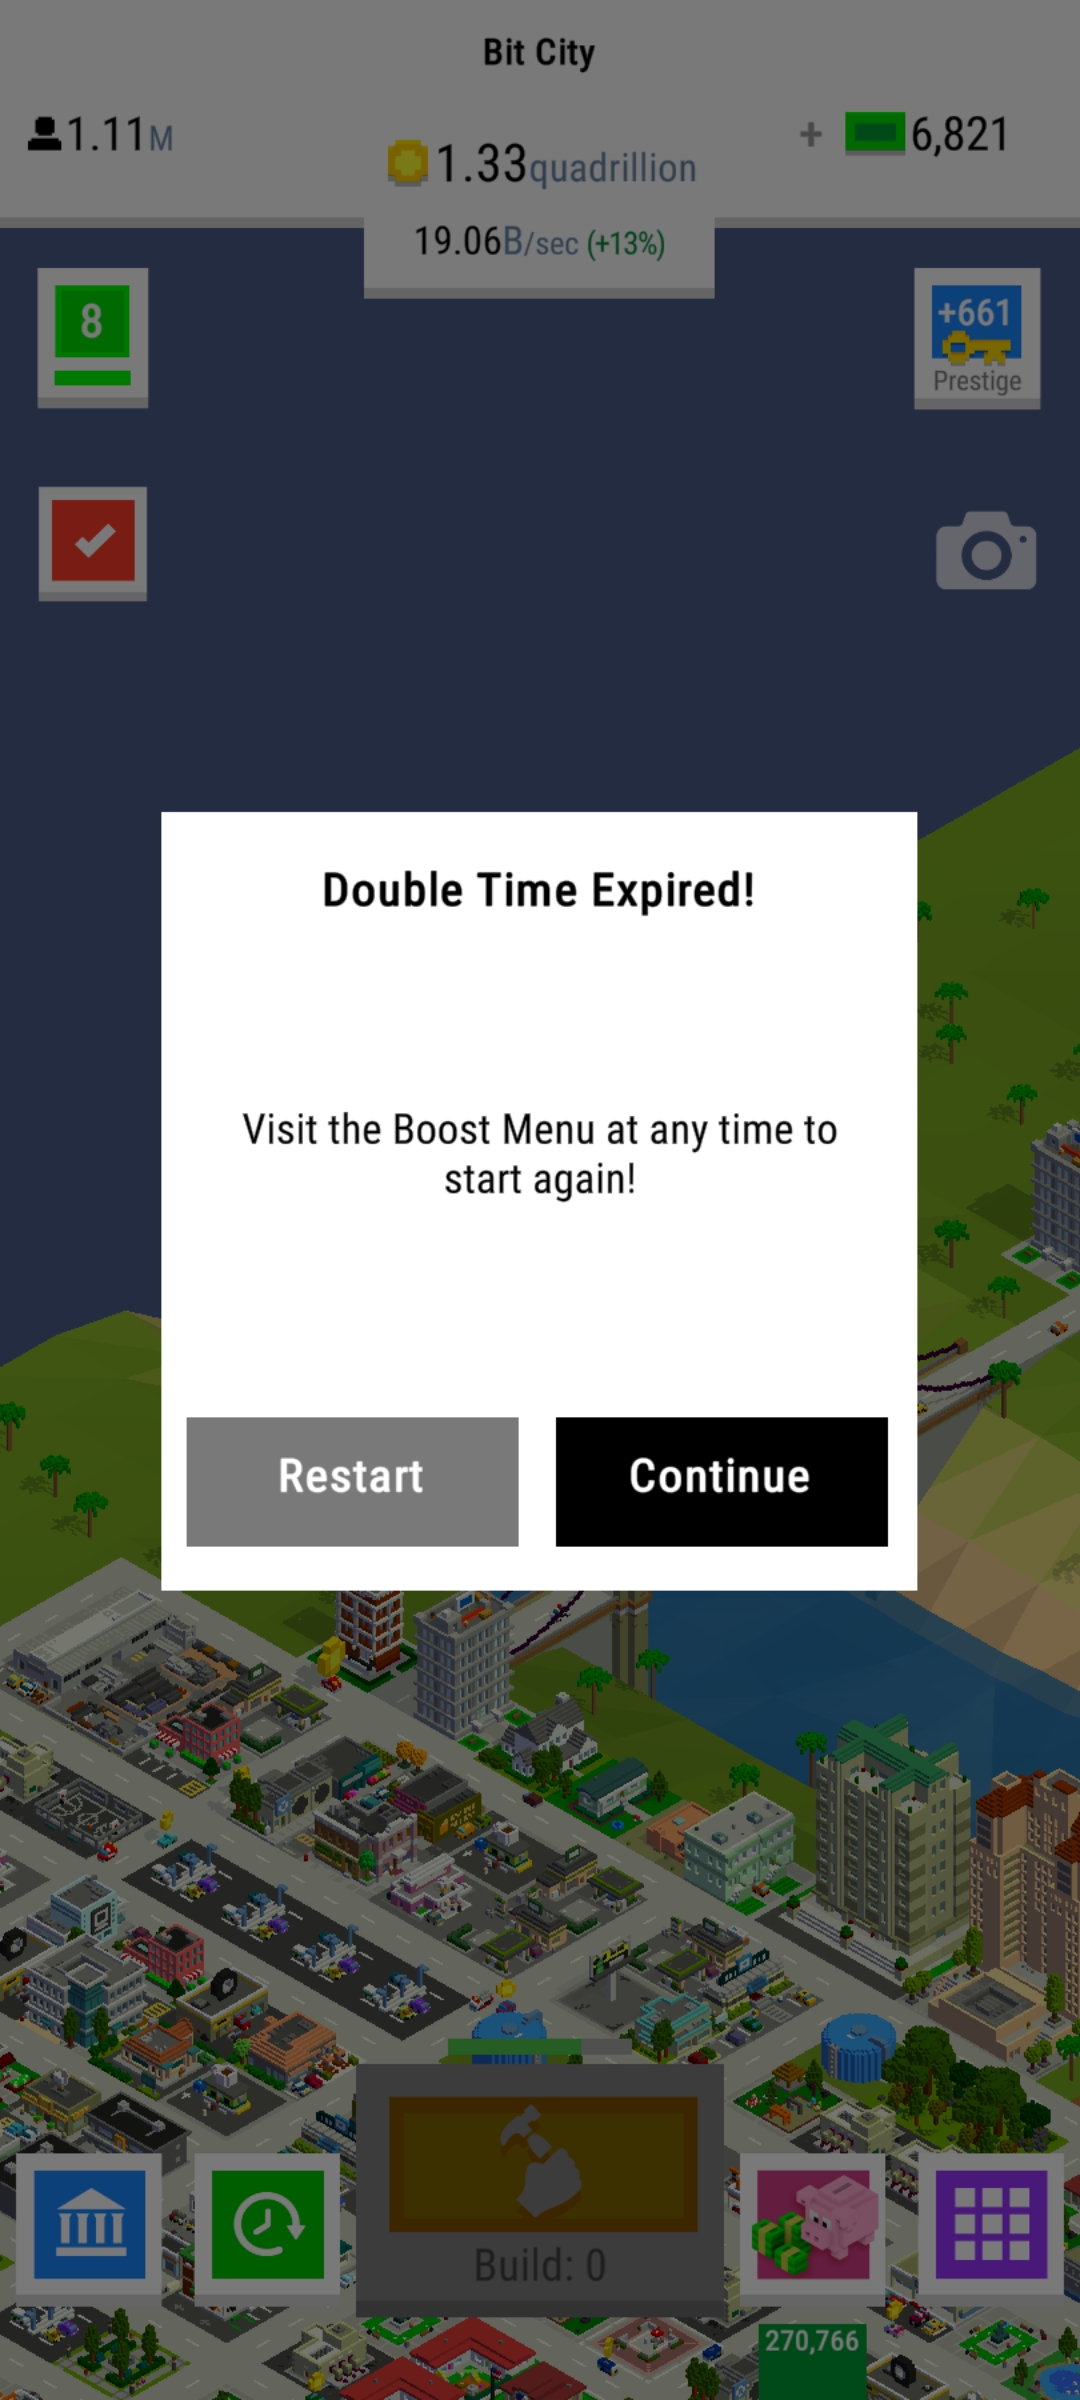 Bit City
1.11M
1.33quadrillion
+ 6,821
19.06B/sec (+13%)
8
+661
Prestige
Double Time Expired!
Visit the Boost Menu at any time to
start again!
Restart
Continue
Build: 0
270,766